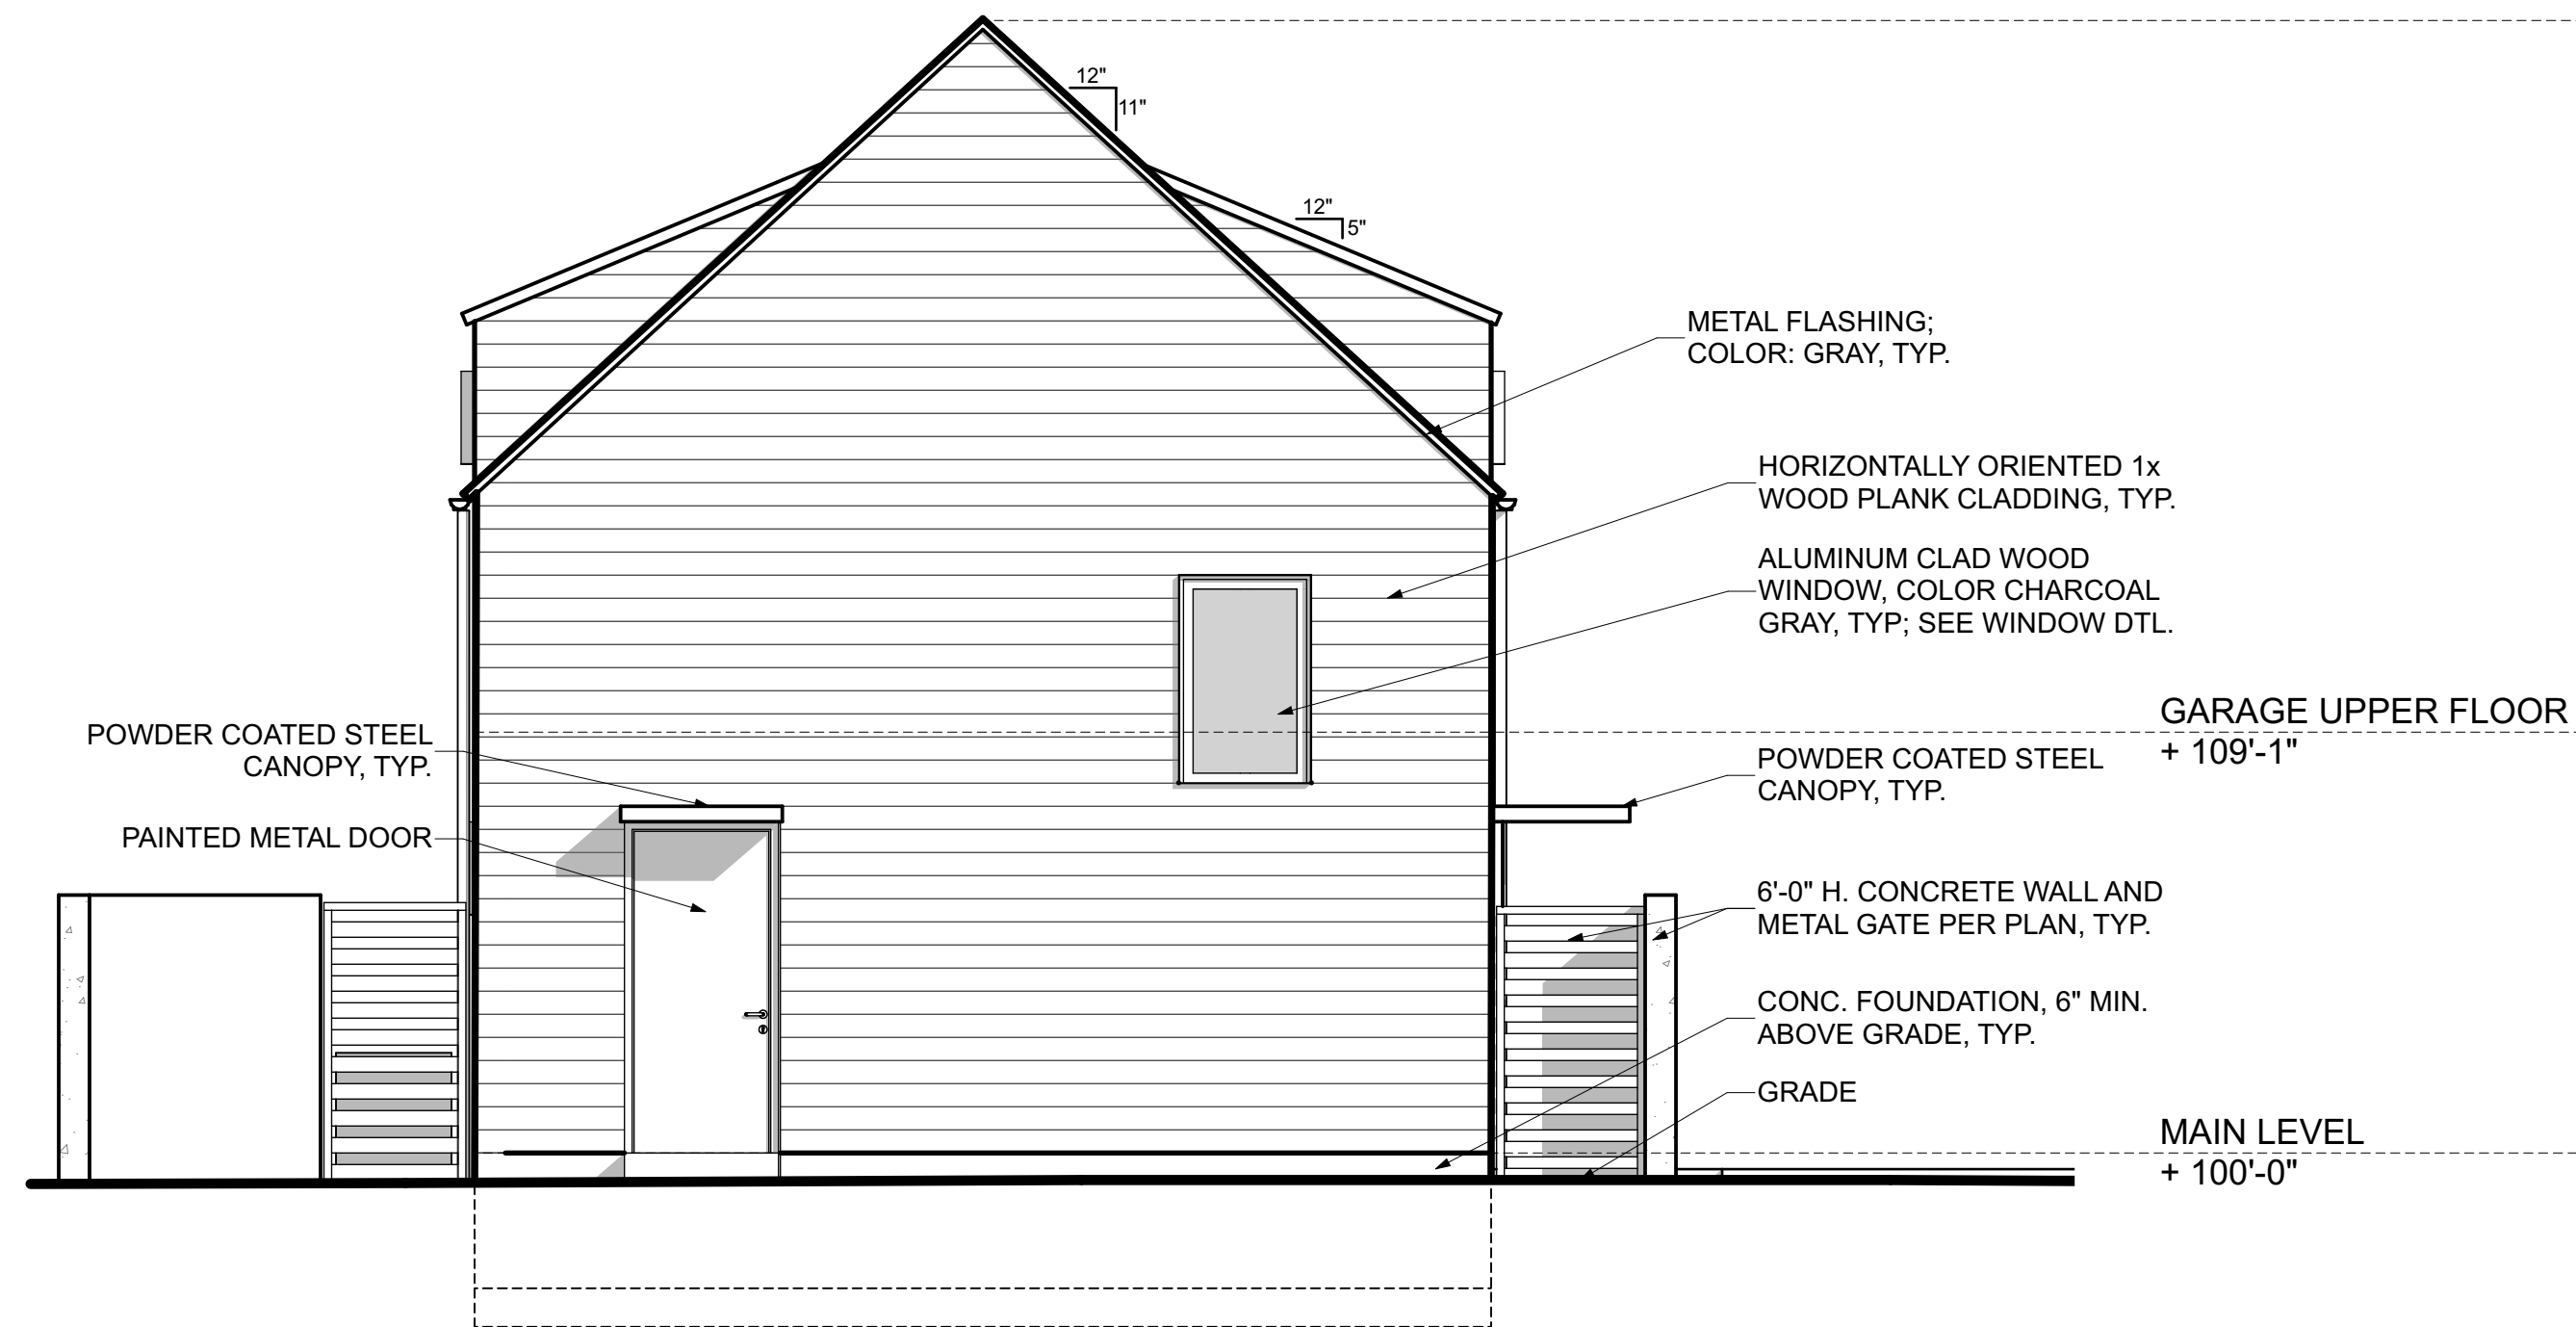 12"
11"
12"
5"
METAL FLASHING;
COLOR: GRAY, TYP.
HORIZONTALLY ORIENTED 1x
WOOD PLANK CLADDING, TYP.
ALUMINUM CLAD WOOD
WINDOW, COLOR CHARCOAL
GRAY, TYP; SEE WINDOW DTL.
GARAGE UPPER FLOOR
+ 109'-1"
POWDER COATED STEEL
CANOPY, TYP.
PAINTED METAL DOOR
POWDER COATED STEEL
CANOPY, TYP.
6'-0" H. CONCRETE WALL AND
METAL GATE PER PLAN, TYP.
CONC. FOUNDATION, 6" MIN.
ABOVE GRADE, TYP.
GRADE
MAIN LEVEL
+ 100'-0"